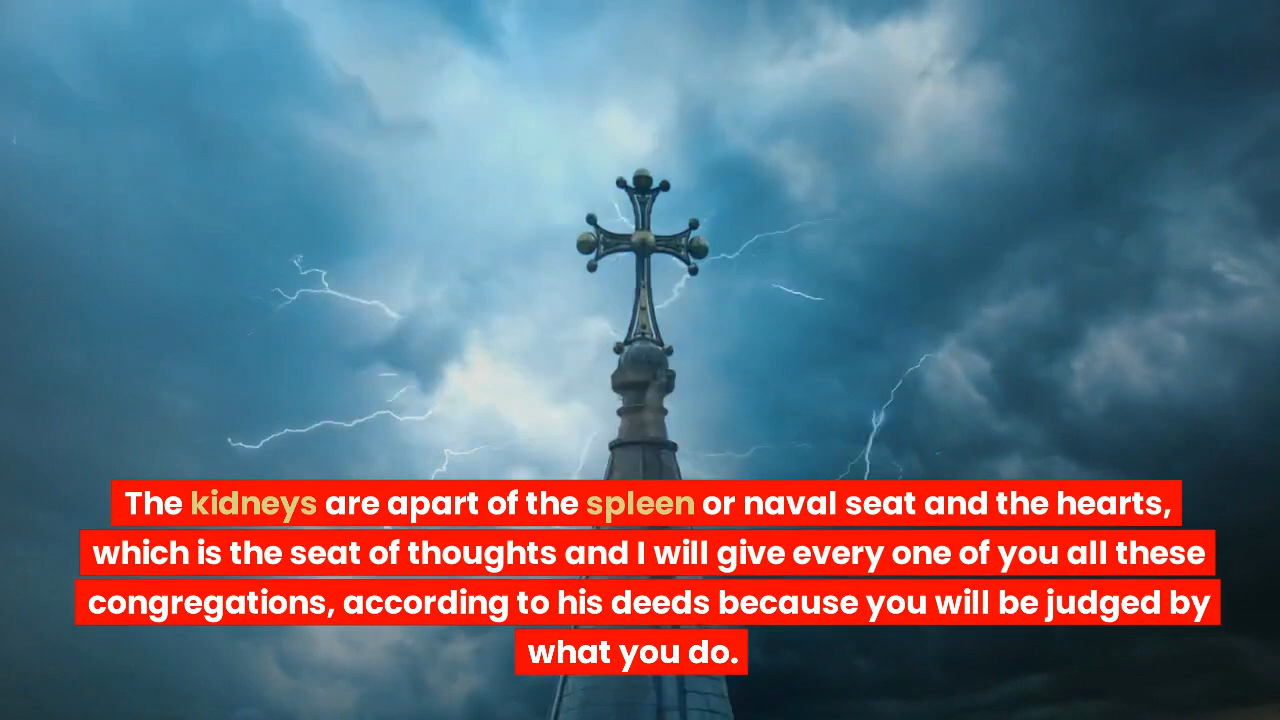 The kidneys are apart of the spleen or naval seat and the hearts,
which is the seat of thoughts and I will give every one of you all these
congregations, according to his deeds because you will be judged by
what you do.